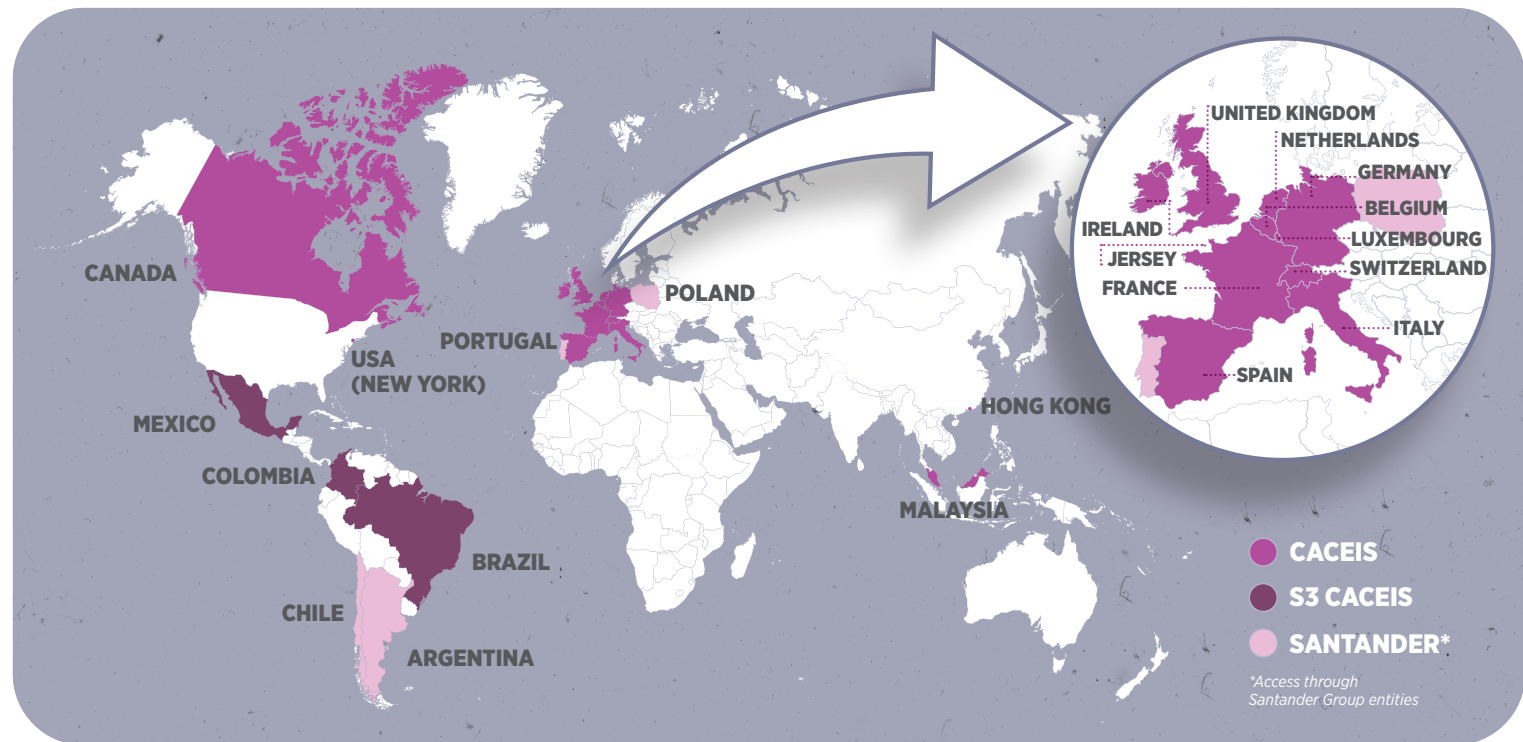 CANADA
USA
(NEW YORK)
MEXICO
COLOMBIA
BRAZIL
CHILE
ARGENTINA
PORTUGAL
POLAND
HONG KONG
MALAYSIA
UNITED KINGDOM
NETHERLANDS
GERMANY
BELGIUM
IRELAND
LUXEMBOURG
JERSEY
SWITZERLAND
FRANCE
ITALY
SPAIN
CACEIS
S3 CACEIS
SANTANDER*
*Access through
Santander Group entities